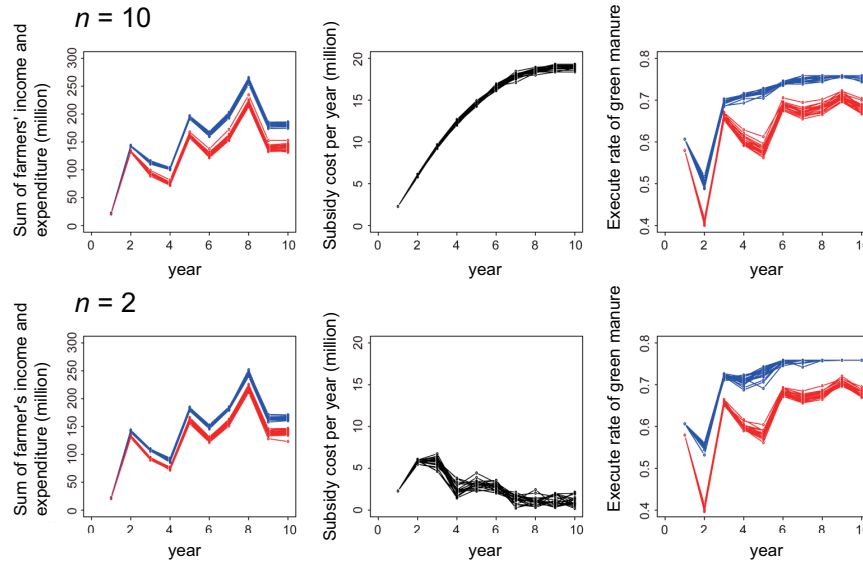 n = 10
Sum of farmers' income and
expenditure (million)
0 50 100 150 200 250 300
0 2 4 6 8 10
year
Subsidy cost per year (million)
0 5 10 15 20
0 2 4 6 8 10
year
Execute rate of green manure
0.4 0.5 0.6 0.7 0.8
0 2 4 6 8 10
year
n = 2
Sum of farmer's income and
expenditure (million)
0 50 100 150 200 250 300
0 2 4 6 8 10
year
Subsidy cost per year (million)
0 5 10 15 20
0 2 4 6 8 10
year
Execute rate of green manure
0.4 0.5 0.6 0.7 0.8
0 2 4 6 8 10
year